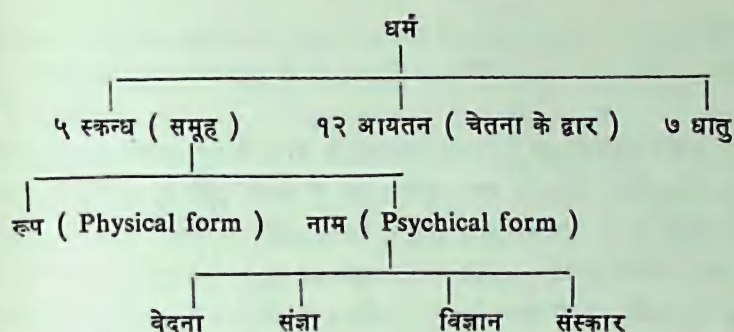 धर्म
५ स्कन्ध ( समूह ) १२ आयतन ( चेतना के द्वार ) ७ धातु
रूप ( Physical form ) नाम ( Psychical form )
वेदना संज्ञा विज्ञान संस्कार